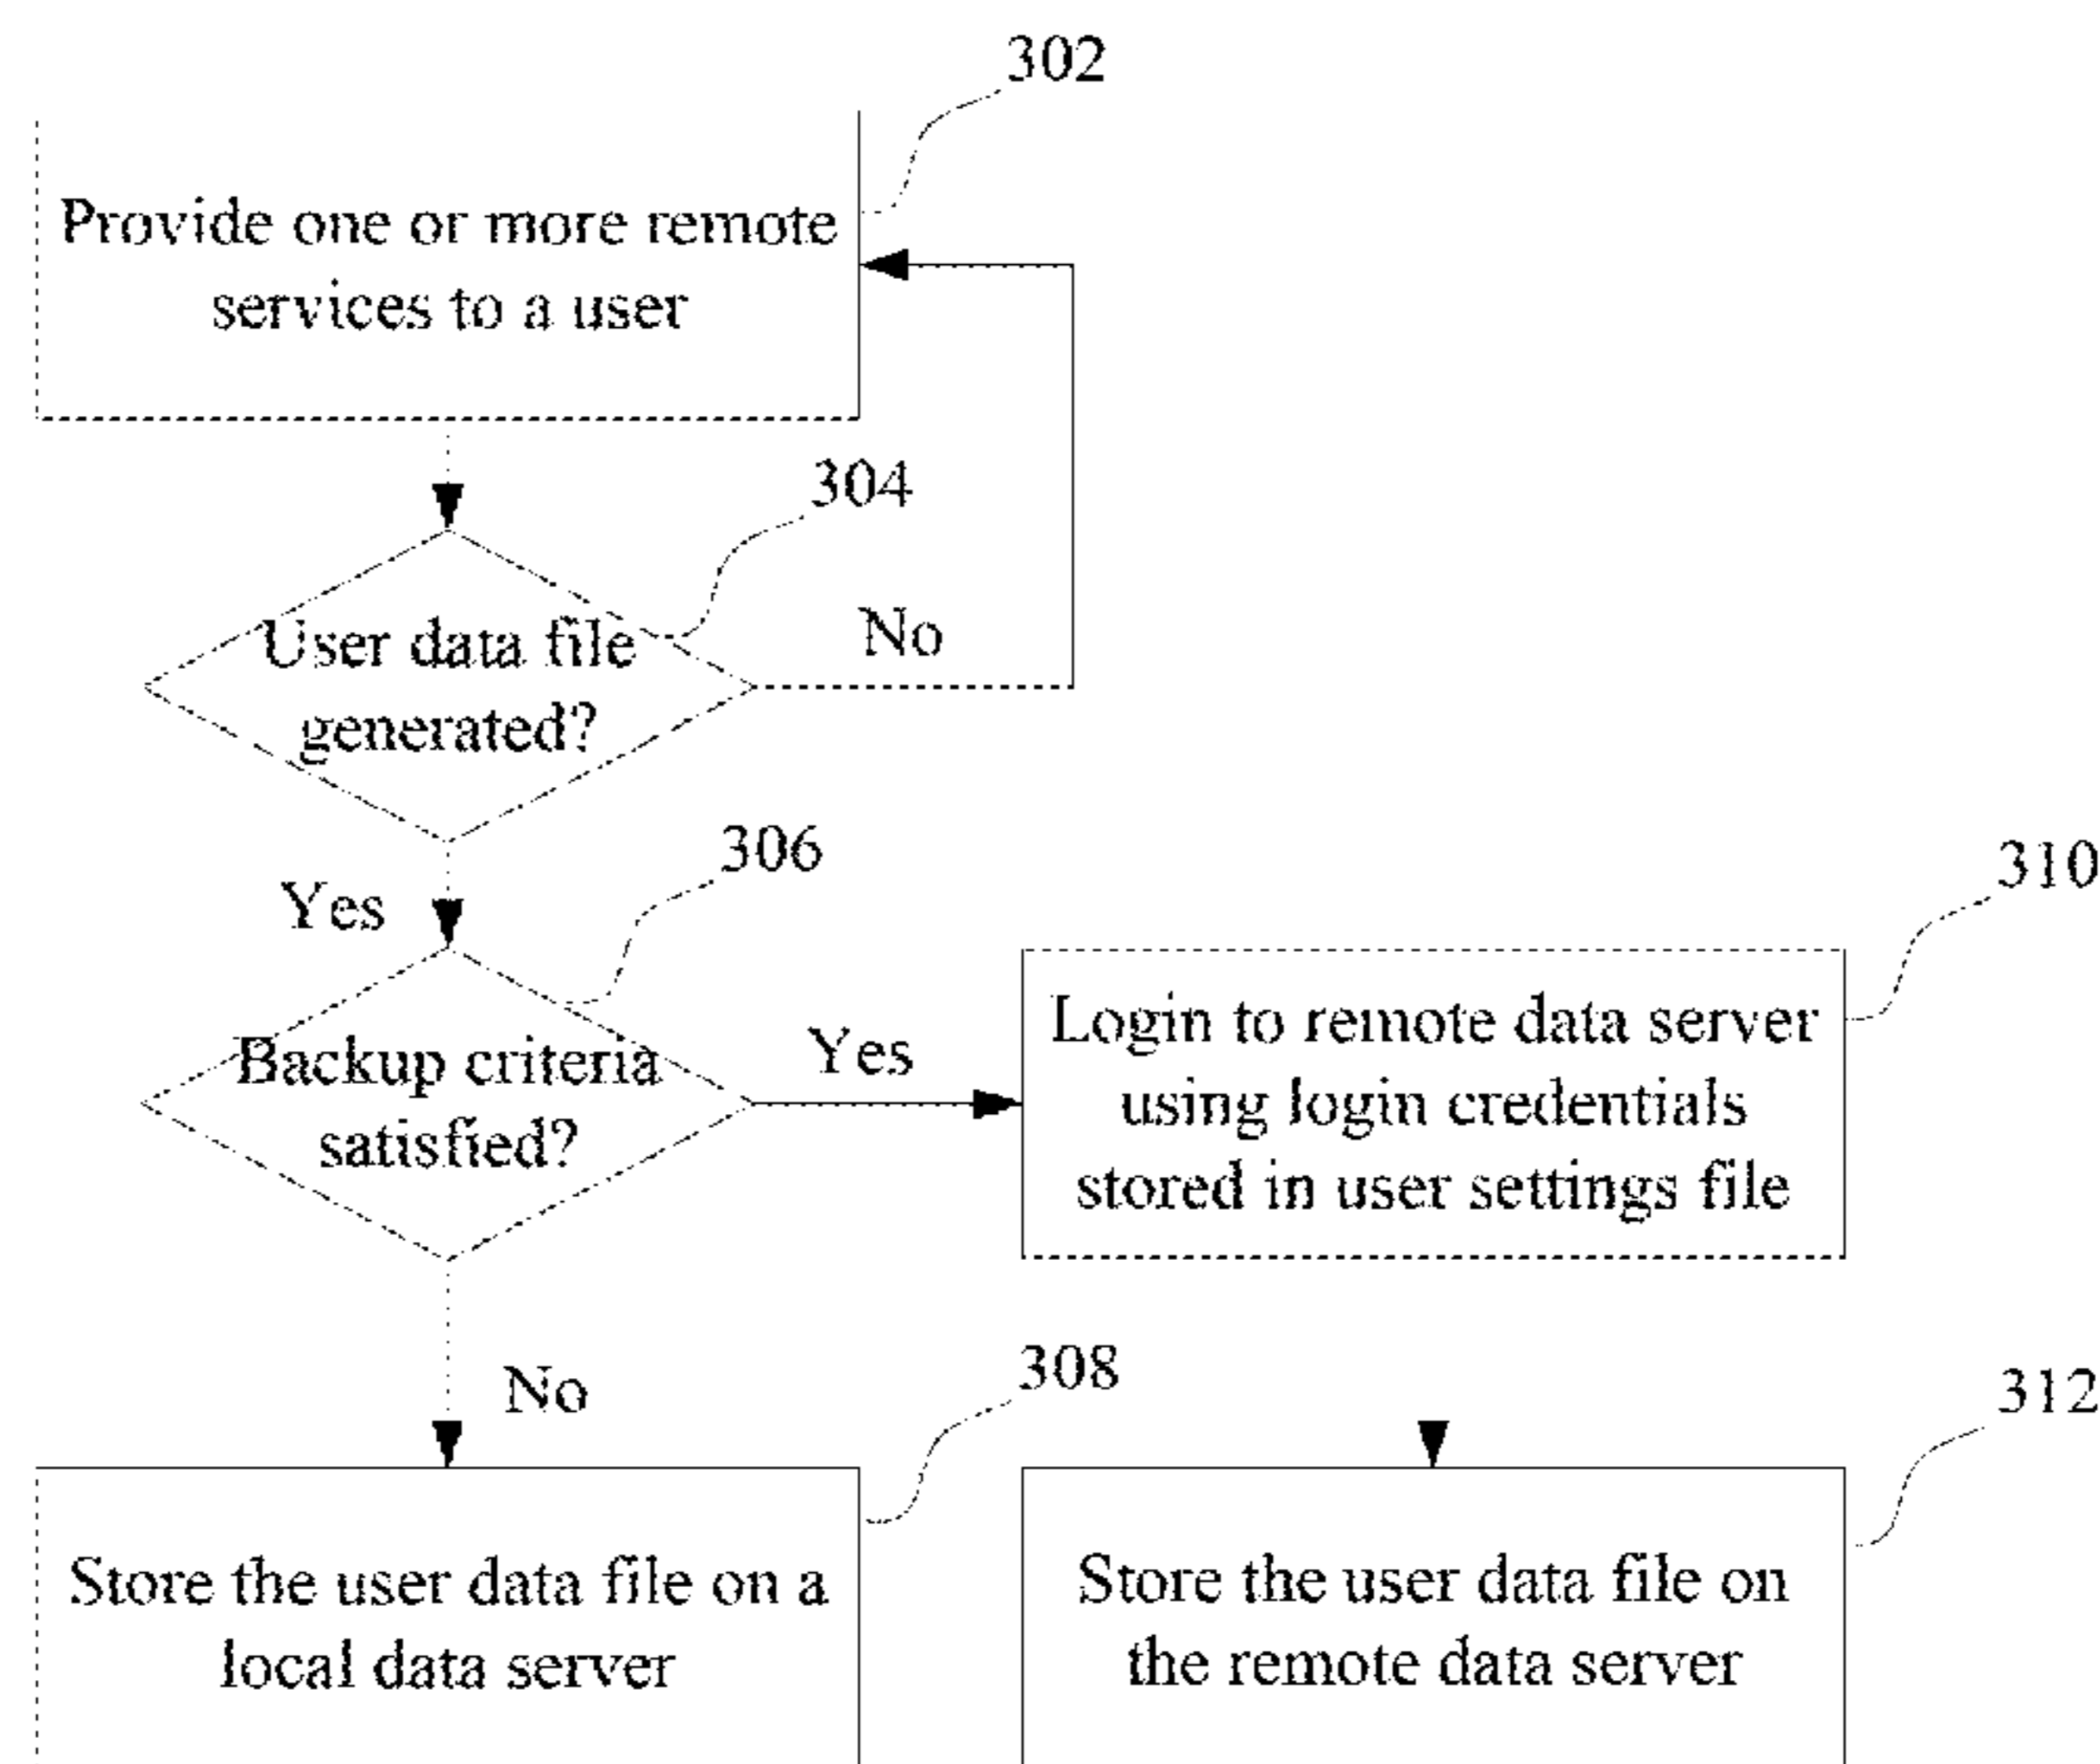 302
Provide one or more remote
services to a user
304
User data file
generated?
No
Yes
306
Backup criteria
satisfied?
Yes
310
Login to remote data server
using login credentials
stored in user settings file
No
308
Store the user data file on a
local data server
312
Store the user data file on
the remote data server